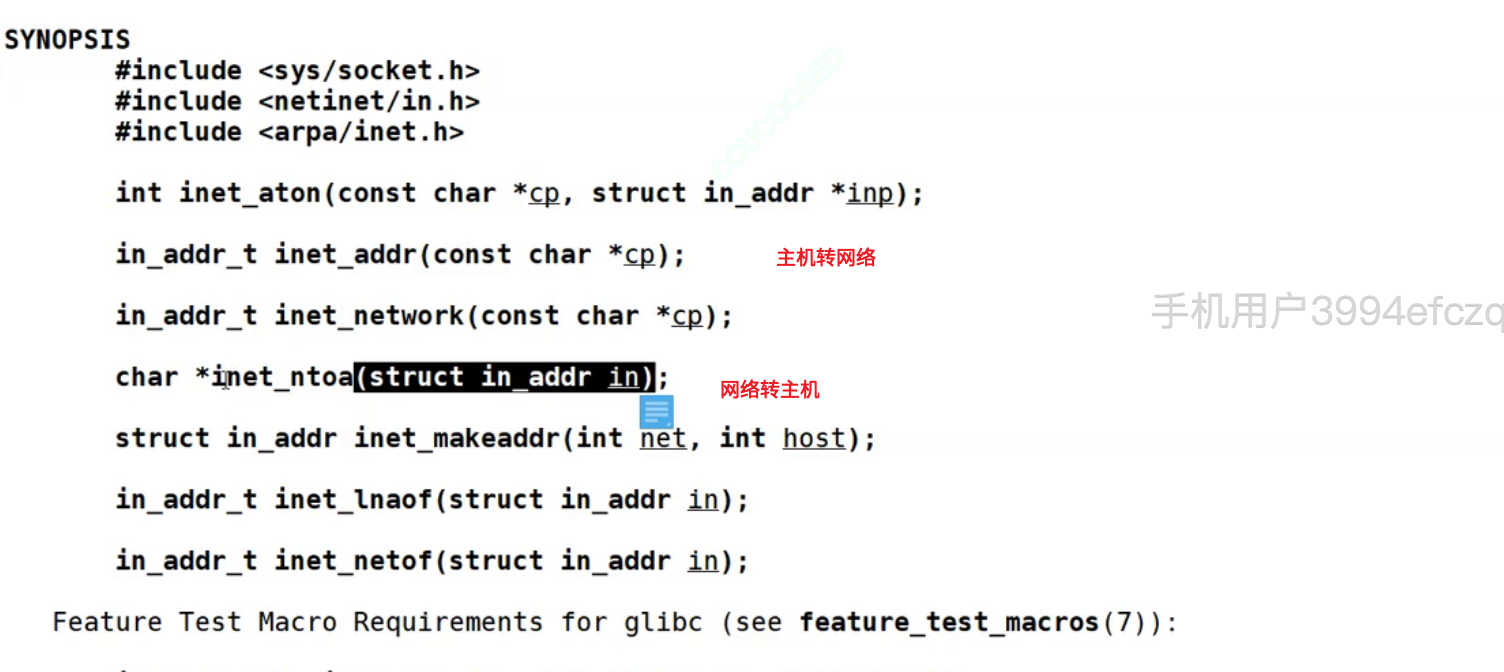 SYNOPSIS
#include <sys/socket.h>
#include <netinet/in.h>
#include <arpa/inet.h>
int inet_aton(const char *cp, struct in_addr *inp);
in_addr_t inet_addr(const char *cp);
主机转网络
in_addr_t inet_network(const char *cp);
手机用户3994efczq
char *inet_ntoa(struct in_addr in);
网络转主机
struct in_addr inet_makeaddr(int net, int host);
in_addr_t inet_lnaof(struct in_addr in);
in_addr_t inet_netof(struct in_addr in);
Feature Test Macro Requirements for glibc (see feature_test_macros(7)):